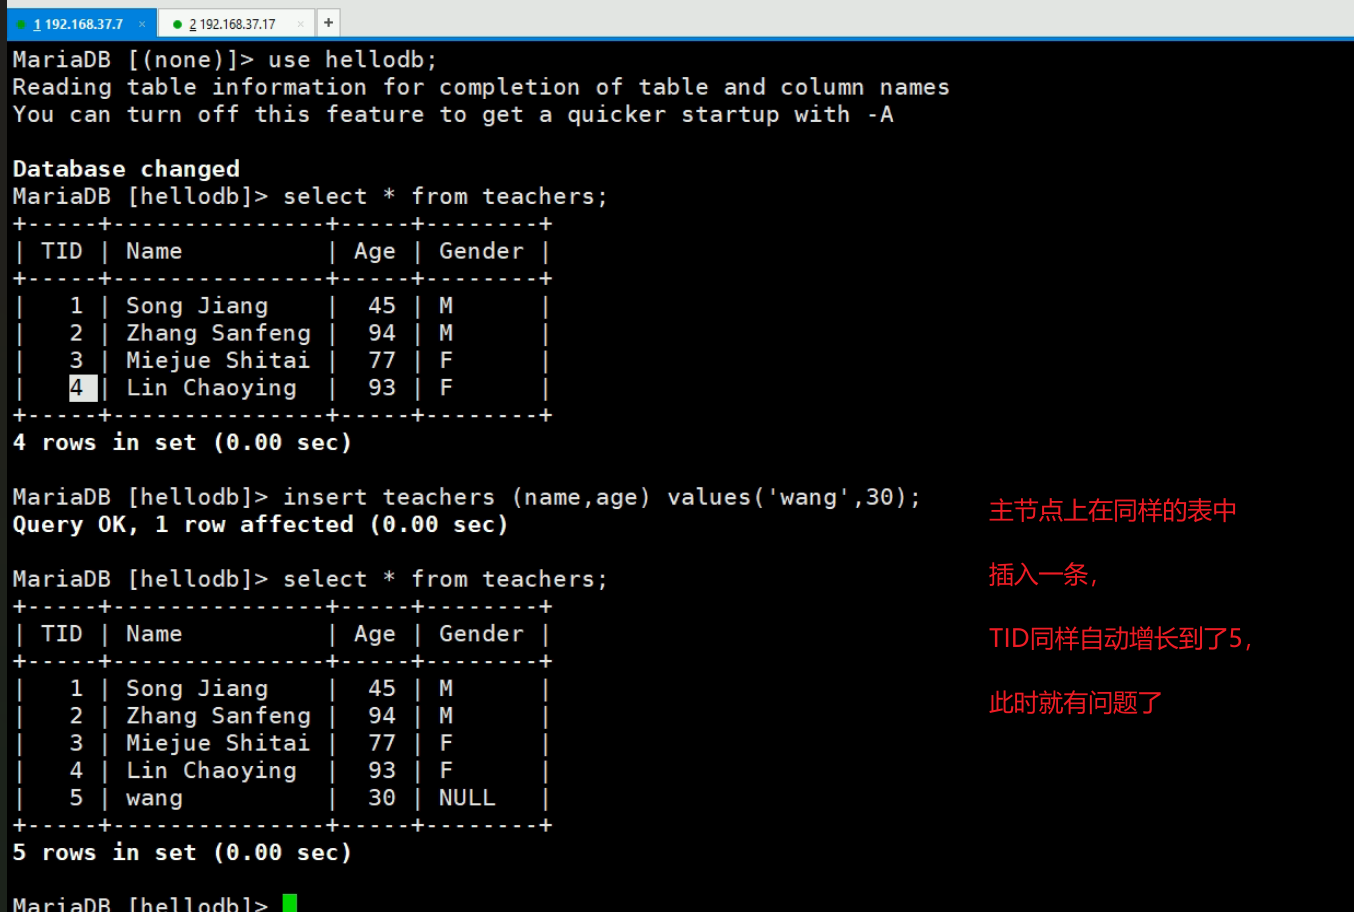 1 192.168.37.7 ×
2 192.168.37.17 ×
+
MariaDB [(none)]> use hellodb;
Reading table information for completion of table and column names
You can turn off this feature to get a quicker startup with -A
Database changed
MariaDB [hellodb]> select * from teachers;
+-----+---------------+-----+--------+
| TID | Name          | Age | Gender |
+-----+---------------+-----+--------+
|   1 | Song Jiang    |  45 | M      |
|   2 | Zhang Sanfeng |  94 | M      |
|   3 | Miejue Shitai |  77 | F      |
|   4 | Lin Chaoying  |  93 | F      |
+-----+---------------+-----+--------+
4 rows in set (0.00 sec)
MariaDB [hellodb]> insert teachers (name,age) values('wang',30);
Query OK, 1 row affected (0.00 sec)
MariaDB [hellodb]> select * from teachers;
+-----+---------------+-----+--------+
| TID | Name          | Age | Gender |
+-----+---------------+-----+--------+
|   1 | Song Jiang    |  45 | M      |
|   2 | Zhang Sanfeng |  94 | M      |
|   3 | Miejue Shitai |  77 | F      |
|   4 | Lin Chaoying  |  93 | F      |
|   5 | wang          |  30 | NULL   |
+-----+---------------+-----+--------+
5 rows in set (0.00 sec)
MariaDB [hellodb]>
主节点上在同样的表中
插入一条，
TID同样自动增长到了5，
此时就有问题了